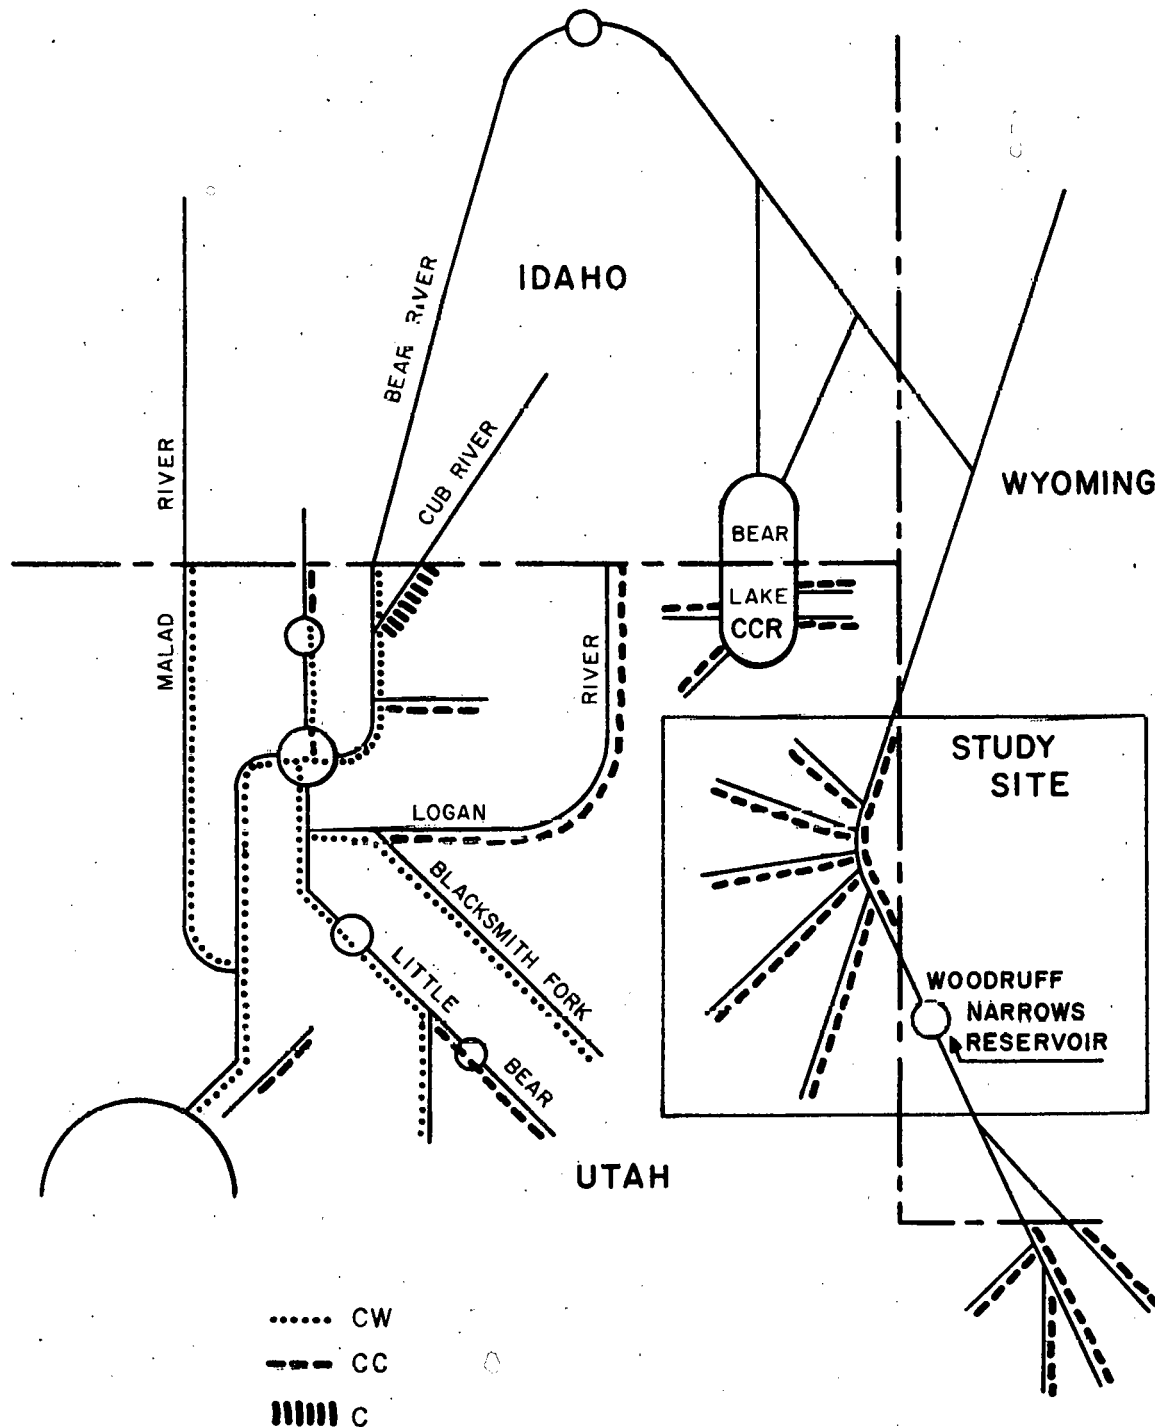 IDAHO
BEAR RIVER
CUB RIVER
RIVER
MALAD
WYOMING
BEAR
LAKE
CCR
RIVER
STUDY
SITE
LOGAN
BLACKSMITH FORK
LITTLE
BEAR
WOODRUFF
NARROWS
RESERVOIR
UTAH
CW
CC
C